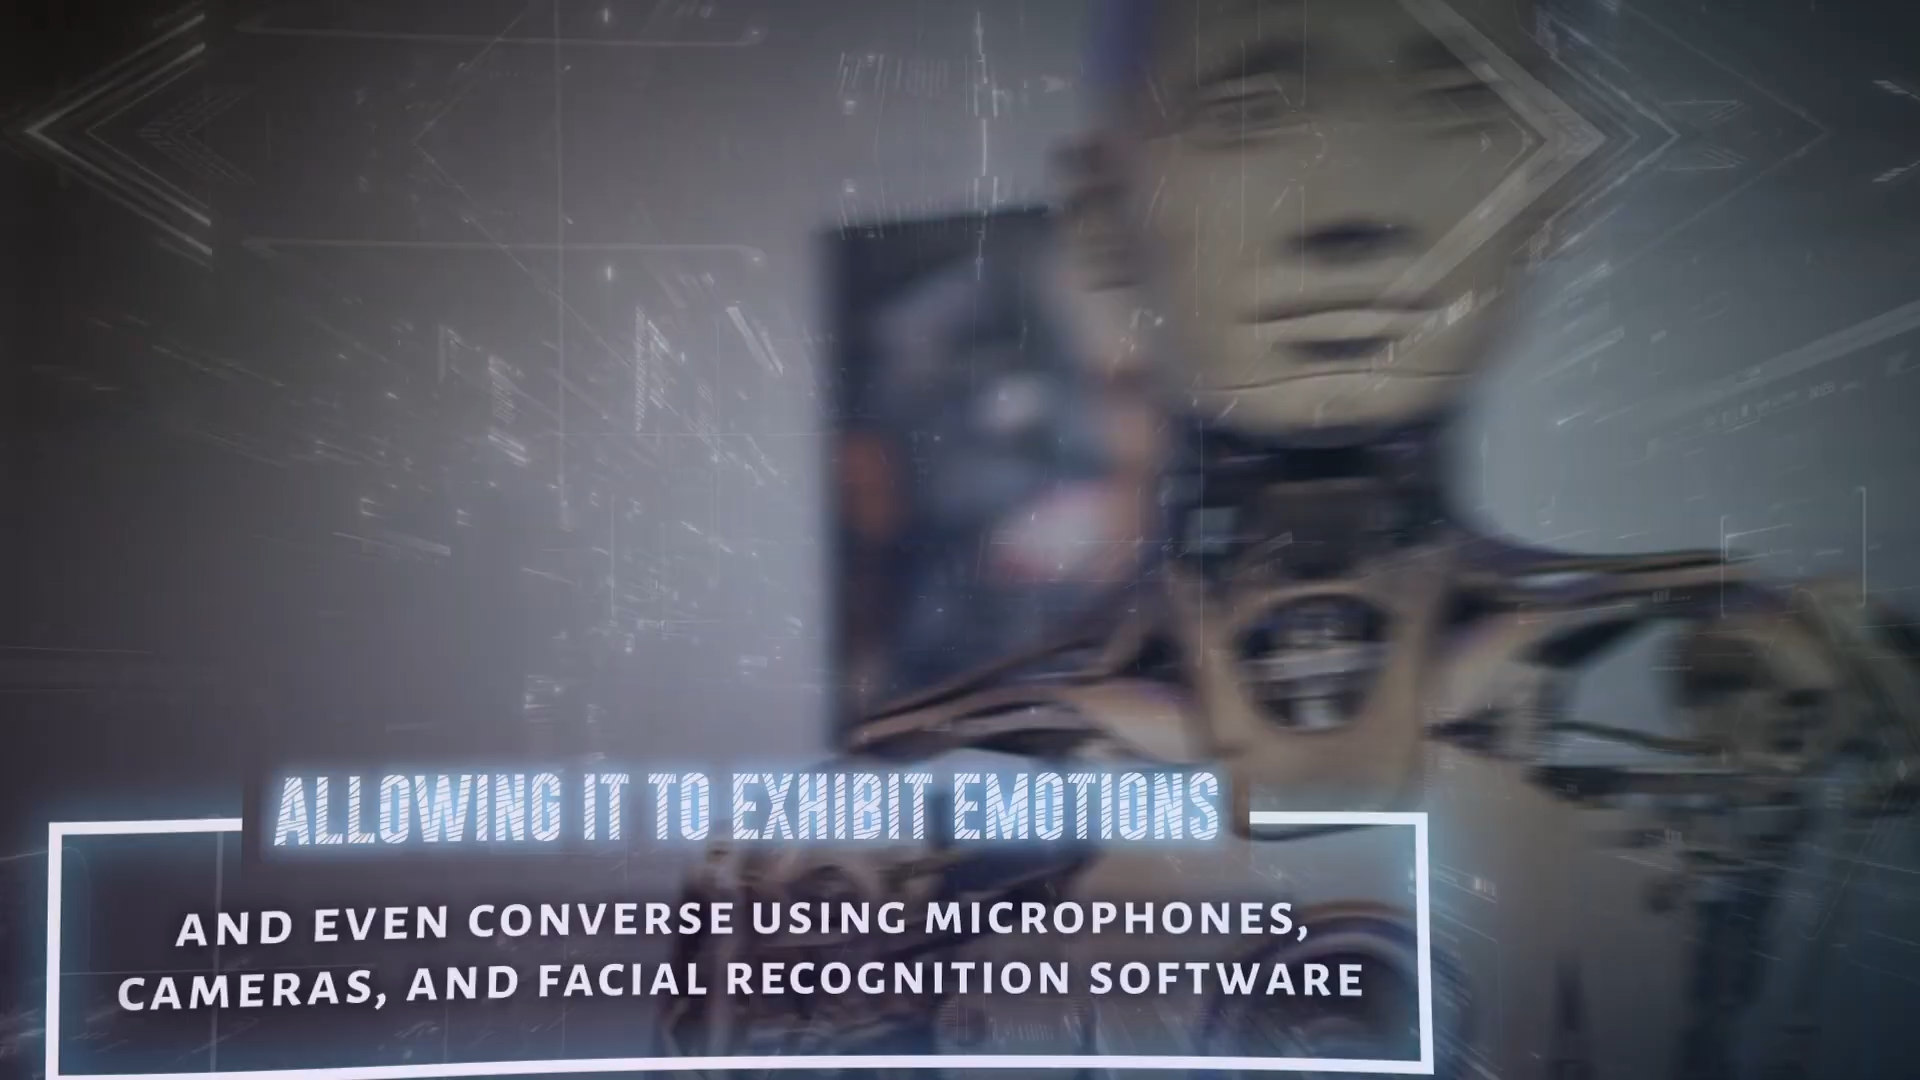 ALLOWING IT TO EXHIBIT EMOTIONS
AND EVEN CONVERSE USING MICROPHONES,
CAMERAS, AND FACIAL RECOGNITION SOFTWARE